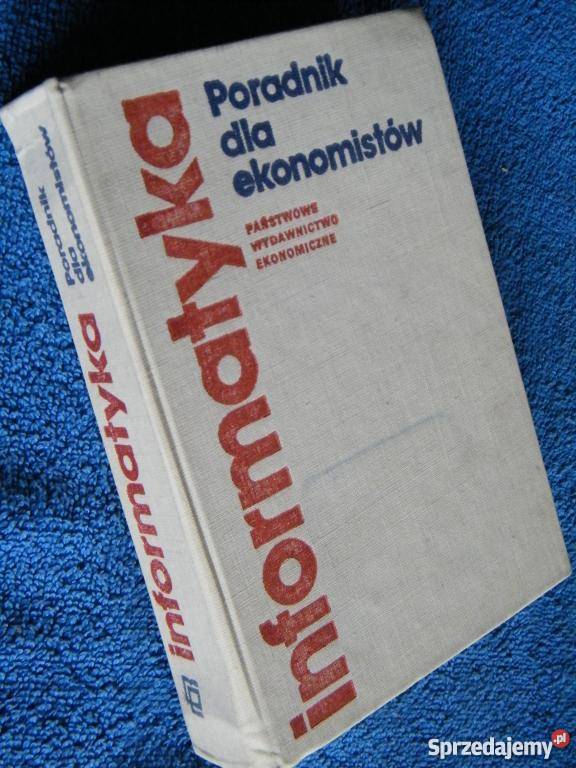 informatyka
Poradnik
dla
ekonomistów
PAŃSTWOWE
WYDAWNICTWO
EKONOMICZNE
informatyka
Poradnik
dla
ekonomistów
Sprzedajemy.pl